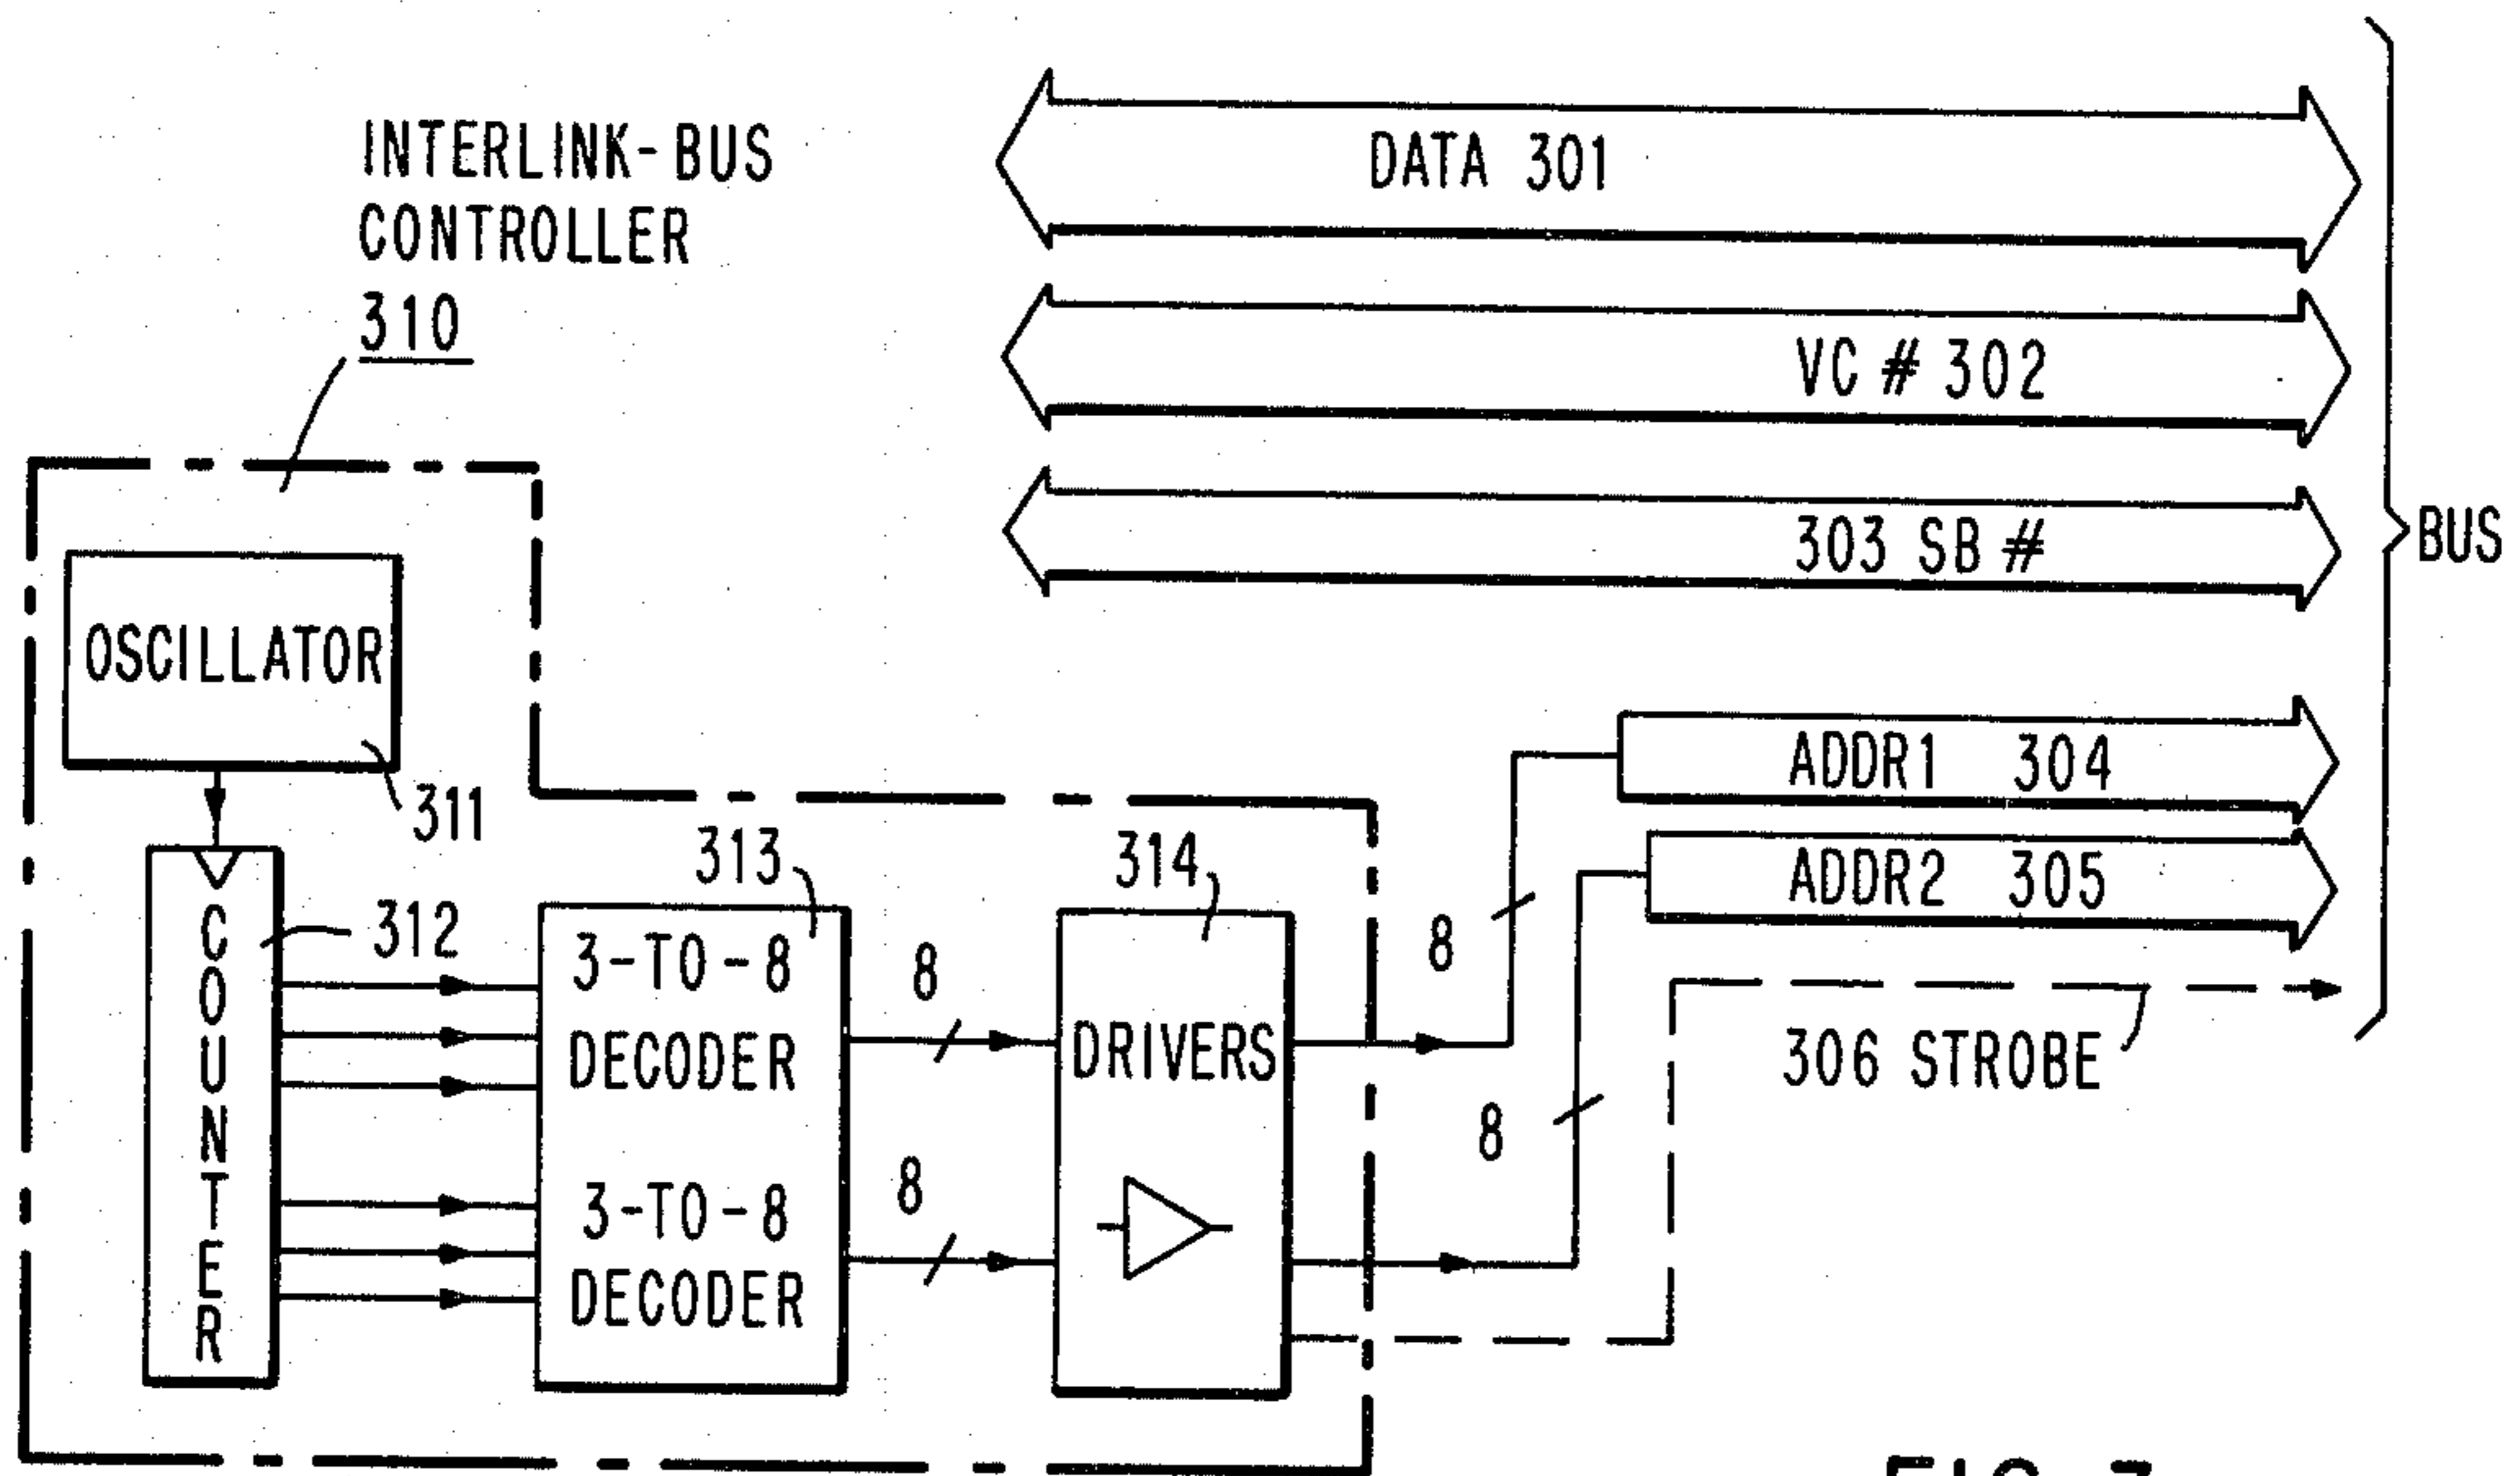 INTERLINK-BUS
CONTROLLER
310
DATA 301
VC # 302
303 SB #
BUS
OSCILLATOR
311
ADDR1 304
ADDR2 305
306 STROBE
COUNTER
312
313
3-TO-8
DECODER
3-TO-8
DECODER
8
8
314
DRIVERS
8
8